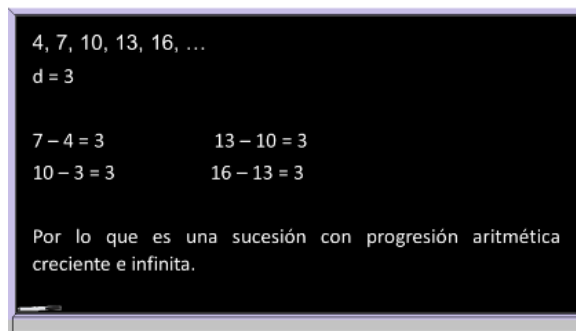 4, 7, 10, 13, 16, …
d = 3
7 – 4 = 3 13 – 10 = 3
10 – 3 = 3 16 – 13 = 3
Por lo que es una sucesión con progresión aritmética
creciente e infinita.